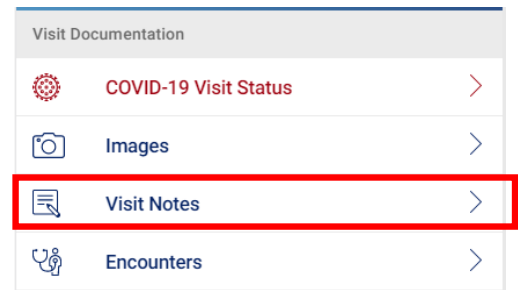 Visit Documentation
COVID-19 Visit Status
Images
Visit Notes
Encounters